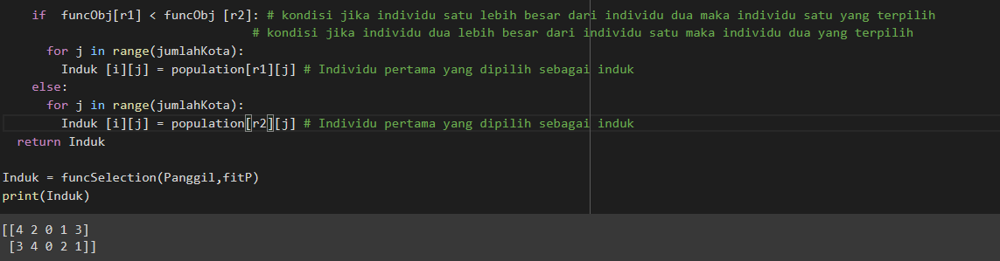 if  funcObj[r1] < funcObj [r2]: # kondisi jika individu satu lebih besar dari individu dua maka individu satu yang terpilih
# kondisi jika individu dua lebih besar dari individu satu maka individu dua yang terpilih
for j in range(jumlahKota):
Induk [i][j] = population[r1][j] # Individu pertama yang dipilih sebagai induk
else:
for j in range(jumlahKota):
Induk [i][j] = population[r2][j] # Individu pertama yang dipilih sebagai induk
return Induk
Induk = funcSelection(Panggil,fitP)
print(Induk)
[[4 2 0 1 3]
[3 4 0 2 1]]